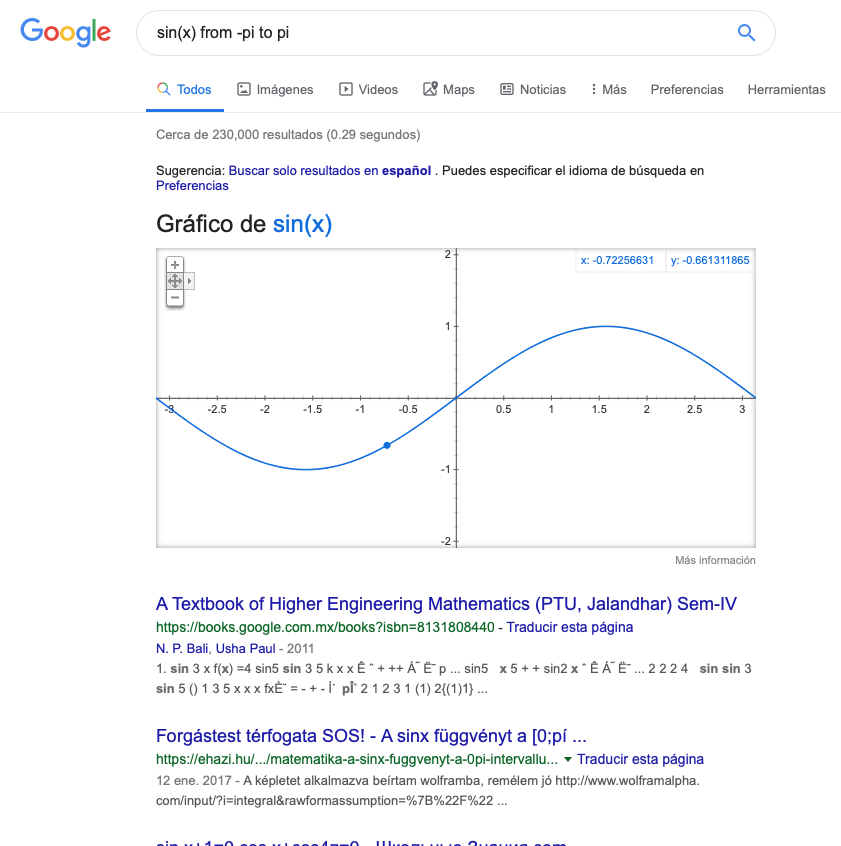 Google
sin(x) from -pi to pi
Todos Imágenes Videos Maps Noticias Más Preferencias Herramientas
Cerca de 230,000 resultados (0.29 segundos)
Sugerencia: Buscar solo resultados en español . Puedes especificar el idioma de búsqueda en
Preferencias
Gráfico de sin(x)
x: -0.72256631 y: -0.661311865
2
1
-3 -2.5 -2 -1.5 -1 -0.5 0.5 1 1.5 2 2.5 3
-1
-2
Más información
A Textbook of Higher Engineering Mathematics (PTU, Jalandhar) Sem-IV
https://books.google.com.mx/books?isbn=8131808440 - Traducir esta página
N. P. Bali, Usha Paul - 2011
1. sin 3 x f(x) =4 sin5 sin 3 5 k x x Ê ˆ + ++ Á¯ Ë¯ p ... sin5 x 5 + + sin2 x ˆ Ê Á¯ Ë¯ ... 2 2 2 4 sin sin 3
sin 5 () 1 3 5 x x x fxÈ˘ = - + - Í˙ pÎ˚ 2 1 2 3 1 (1) 2{(1)1} ...
Forgástest térfogata SOS! - A sinx függvényt a [0;pí ...
https://ehazi.hu/.../matematika-a-sinx-fuggvenyt-a-0pi-intervallu... Traducir esta página
12 ene. 2017 - A képletet alkalmazva beírtam wolframba, remélem jó http://www.wolframalpha.
com/input/?i=integral&rawformassumption=%7B%22F%22 ...